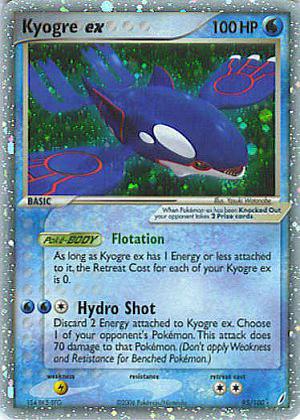 Kyogre ex 100 HP
Illus. Yosuki Watanabe
BASIC
When Pokémon-ex has been Knocked Out
your opponent takes 2 Prize cards.
Poké-BODY Flotation
As long as Kyogre ex has 1 Energy or less attached
to it, the Retreat Cost for each of your Kyogre ex
is 0.
Hydro Shot
Discard 2 Energy attached to Kyogre ex. Choose
1 of your opponent's Pokémon. This attack does
70 damage to that Pokémon. (Don't apply Weakness
and Resistance for Benched Pokémon.)
weakness resistance retreat cost
©2006 Pokémon/Nintendo 95/100